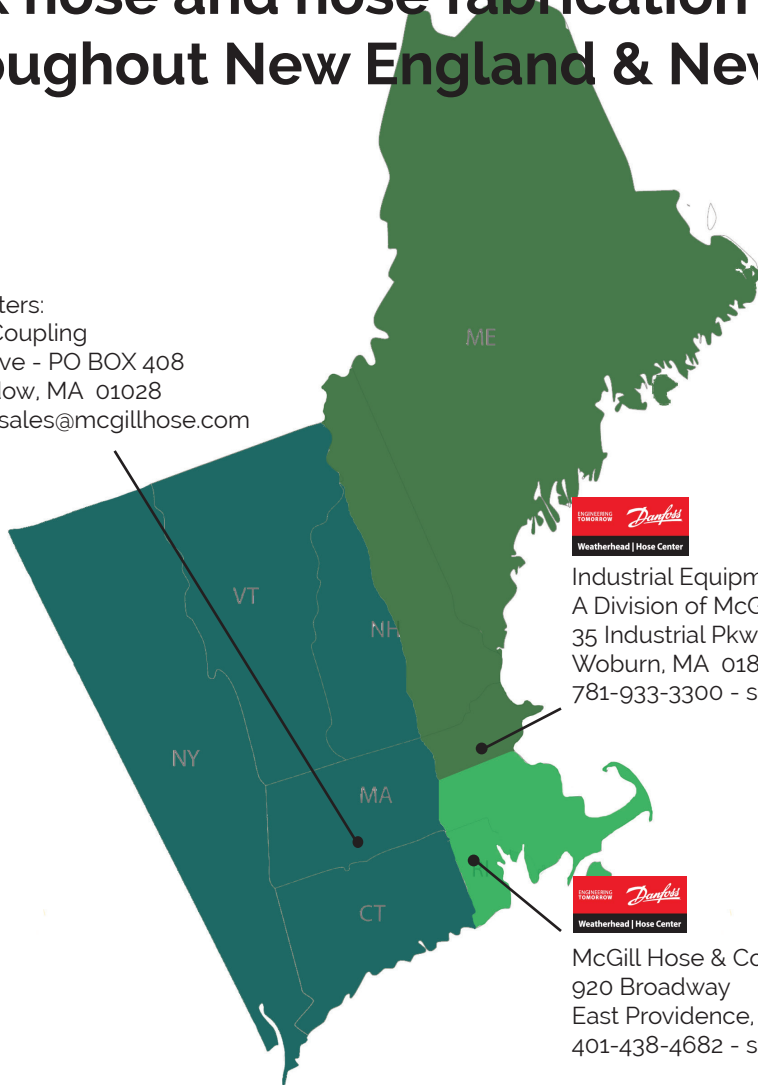 hose and hose fabrication
oughout New England & Nev
ters:
Coupling
ve - PO BOX 408
low, MA 01028
sales@mcgillhose.com
ME
VT
NH
NY
MA
CT
RI
ENGINEERING
TOMORROW
Danfoss
Weatherhead | Hose Center
Industrial Equipm
A Division of McG
35 Industrial Pkw
Woburn, MA 018
781-933-3300 - s
ENGINEERING
TOMORROW
Danfoss
Weatherhead | Hose Center
McGill Hose & Co
920 Broadway
East Providence,
401-438-4682 - s